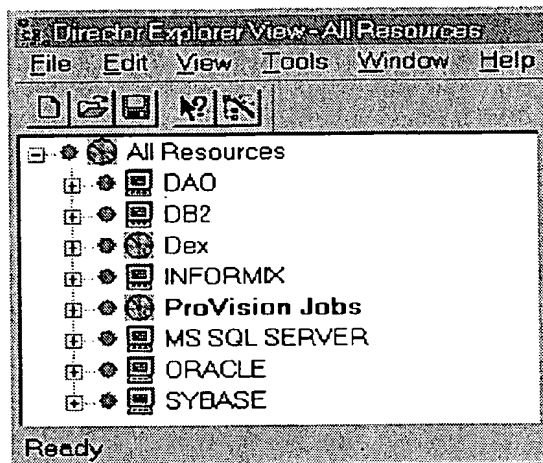 Director Explorer View - All Resources
File Edit View Tools Window Help
All Resources
DAO
DB2
Dex
INFORMIX
ProVision Jobs
MS SQL SERVER
ORACLE
SYBASE
Ready